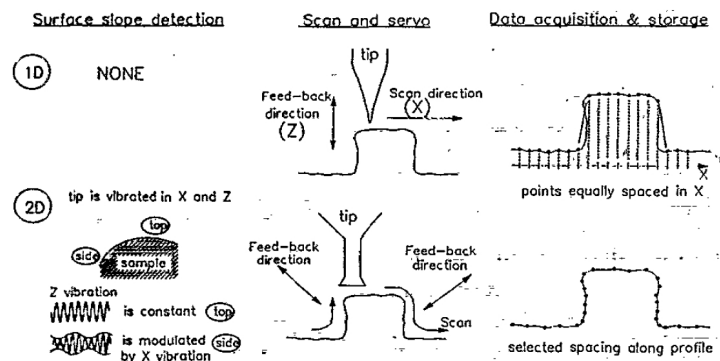 Surface slope detection
Scan and servo
Data acquisition & storage
1D
NONE
tip
Feed-back
direction
(Z)
Scan direction
(X)
X
points equally spaced in X
2D
tip is vibrated in X and Z
top
side
sample
Z vibration
is constant top
is modulated side
by X vibration
tip
Feed-back
direction
Feed-back
direction
Scan
selected spacing along profile